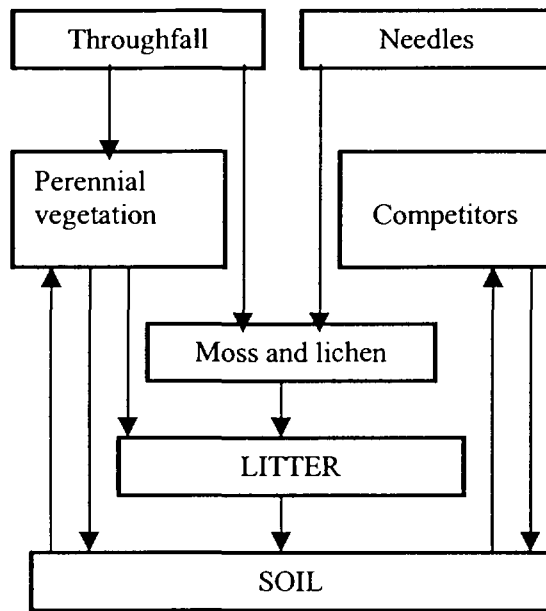 Throughfall
Needles
Perennial
vegetation
Competitors
Moss and lichen
LITTER
SOIL